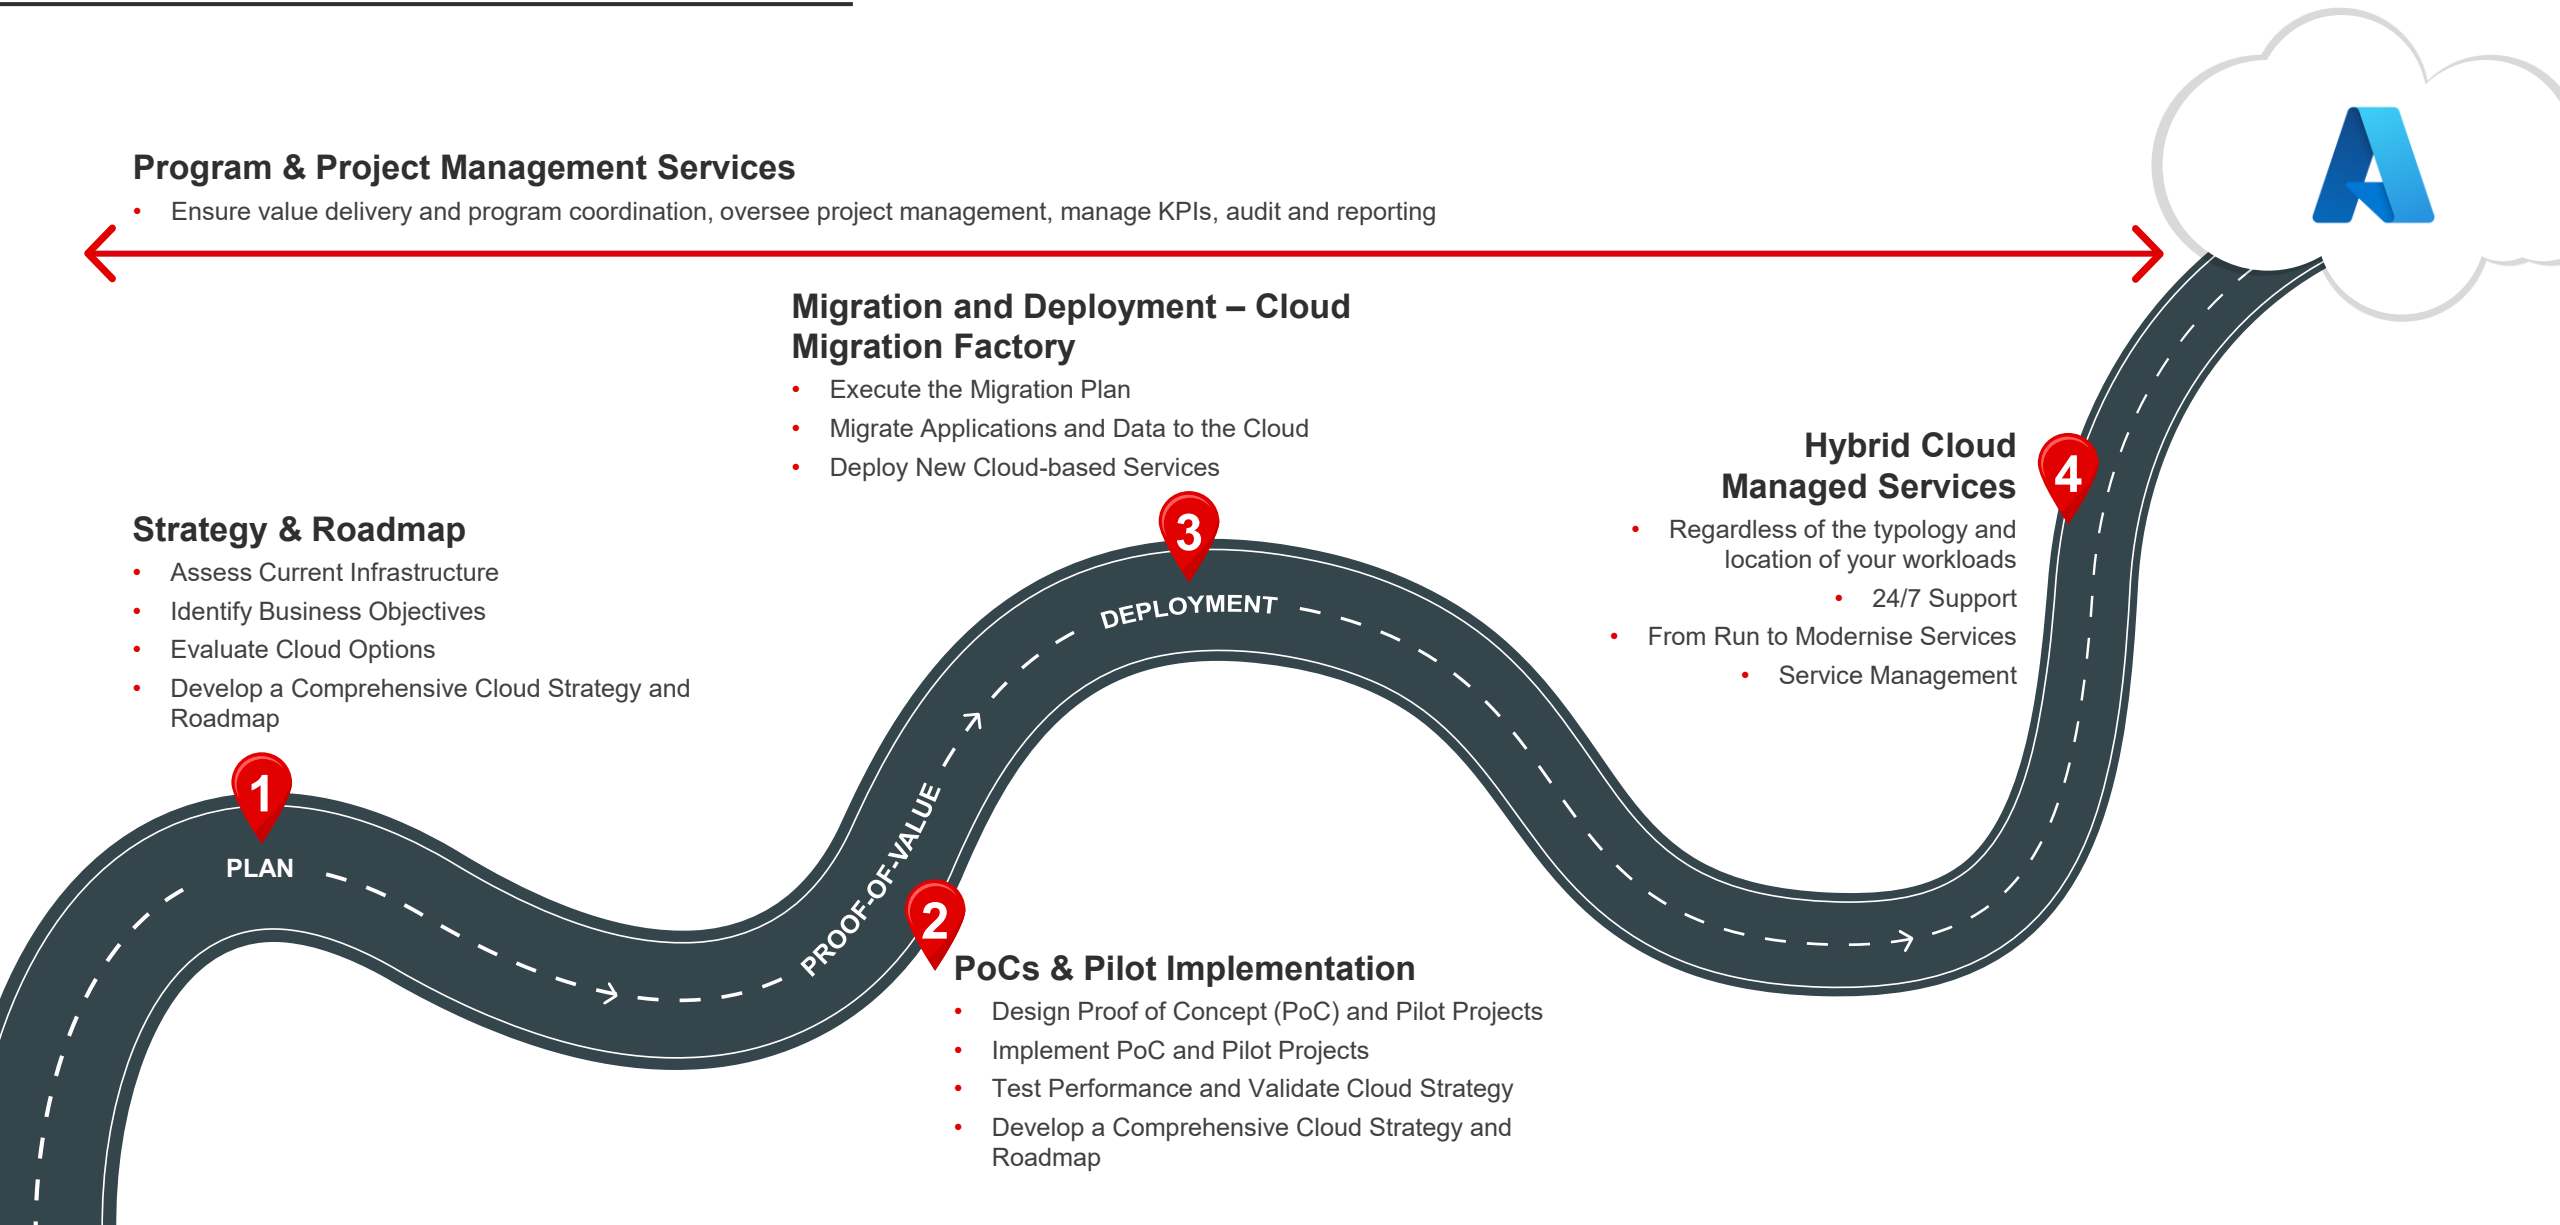 Program & Project Management Services
• Ensure value delivery and program coordination, oversee project management, manage KPIs, audit and reporting
Migration and Deployment – Cloud
Migration Factory
• Execute the Migration Plan
• Migrate Applications and Data to the Cloud
• Deploy New Cloud-based Services
3
DEPLOYMENT
Hybrid Cloud
Managed Services
• Regardless of the typology and
location of your workloads
• 24/7 Support
• From Run to Modernise Services
• Service Management
4
Strategy & Roadmap
• Assess Current Infrastructure
• Identify Business Objectives
• Evaluate Cloud Options
• Develop a Comprehensive Cloud Strategy and
Roadmap
1
PLAN
PROOF-OF-VALUE
2
PoCs & Pilot Implementation
• Design Proof of Concept (PoC) and Pilot Projects
• Implement PoC and Pilot Projects
• Test Performance and Validate Cloud Strategy
• Develop a Comprehensive Cloud Strategy and
Roadmap